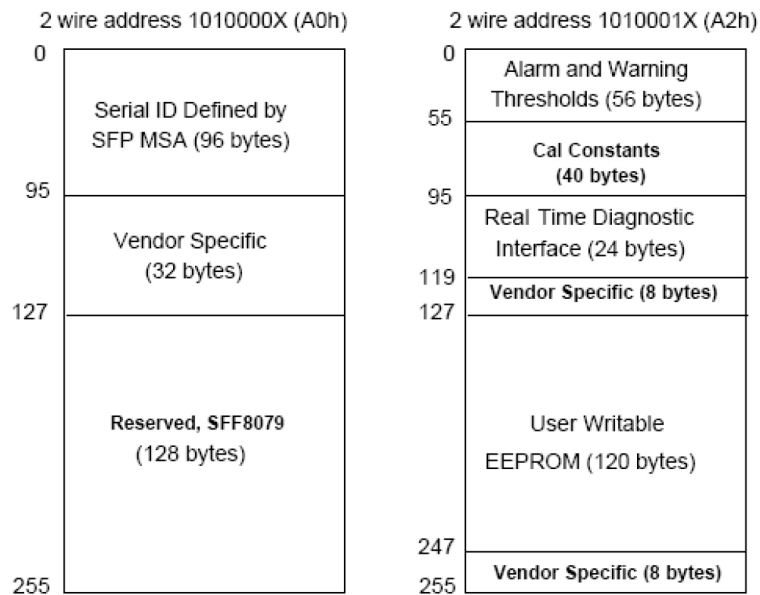 2 wire address 1010000X (A0h)
0
Serial ID Defined by
SFP MSA (96 bytes)
95
Vendor Specific
(32 bytes)
127
Reserved, SFF8079
(128 bytes)
255
2 wire address 1010001X (A2h)
0
Alarm and Warning
Thresholds (56 bytes)
55
Cal Constants
(40 bytes)
95
Real Time Diagnostic
Interface (24 bytes)
119
Vendor Specific (8 bytes)
127
User Writable
EEPROM (120 bytes)
247
Vendor Specific (8 bytes)
255